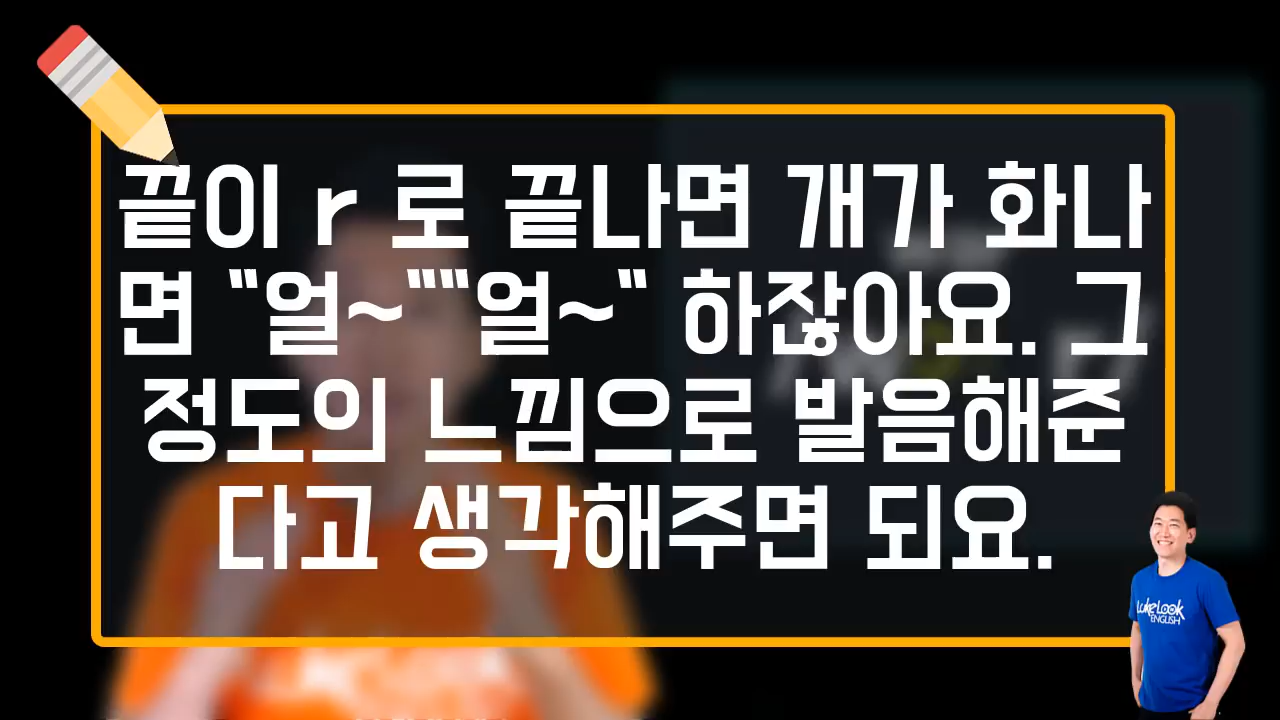 끝이 r 로 끝나면 개가 화나
면 "얼~""얼~" 하잖아요. 그
정도의 느낌으로 발음해준
다고 생각해주면 되요.
LukeLook
ENGLISH